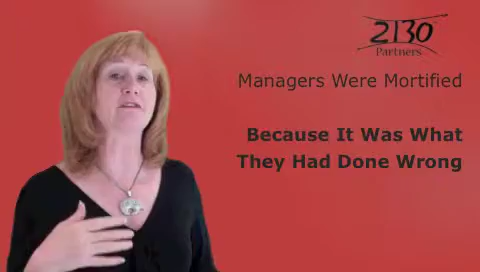 2130
Partners
Managers Were Mortified
Because It Was What
They Had Done Wrong